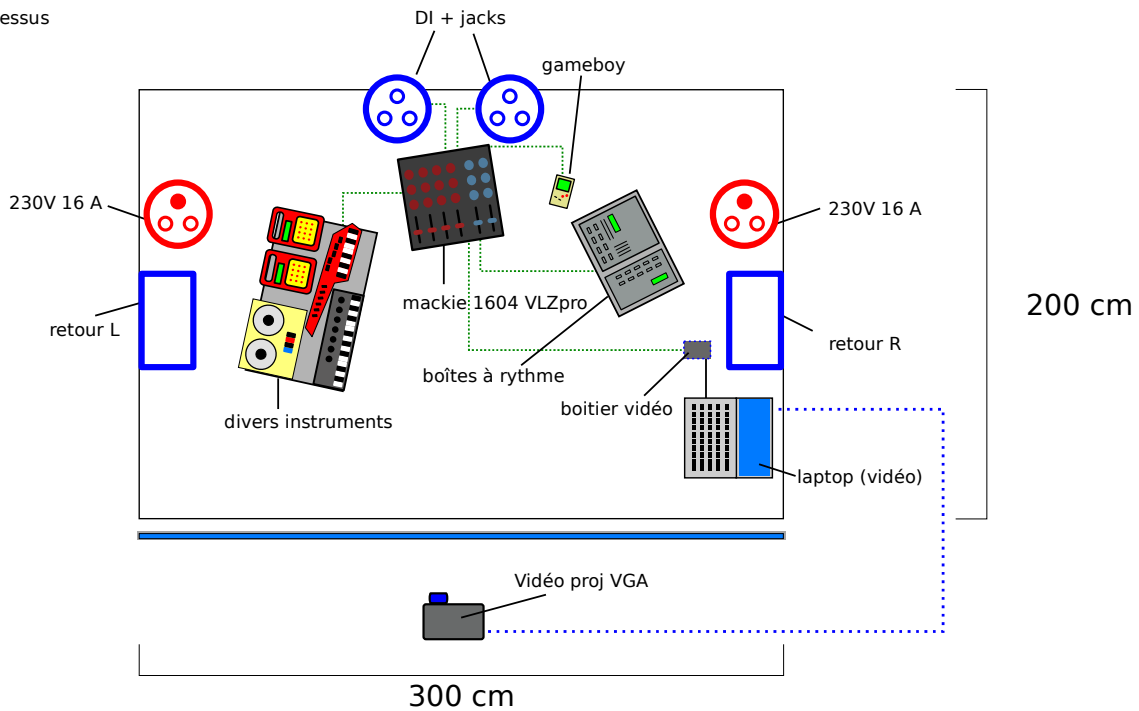 essus
DI + jacks
gameboy
230V 16 A
230V 16 A
mackie 1604 VLZpro
200 cm
retour L
retour R
boîtes à rythme
boitier vidéo
divers instruments
laptop (vidéo)
Vidéo proj VGA
300 cm